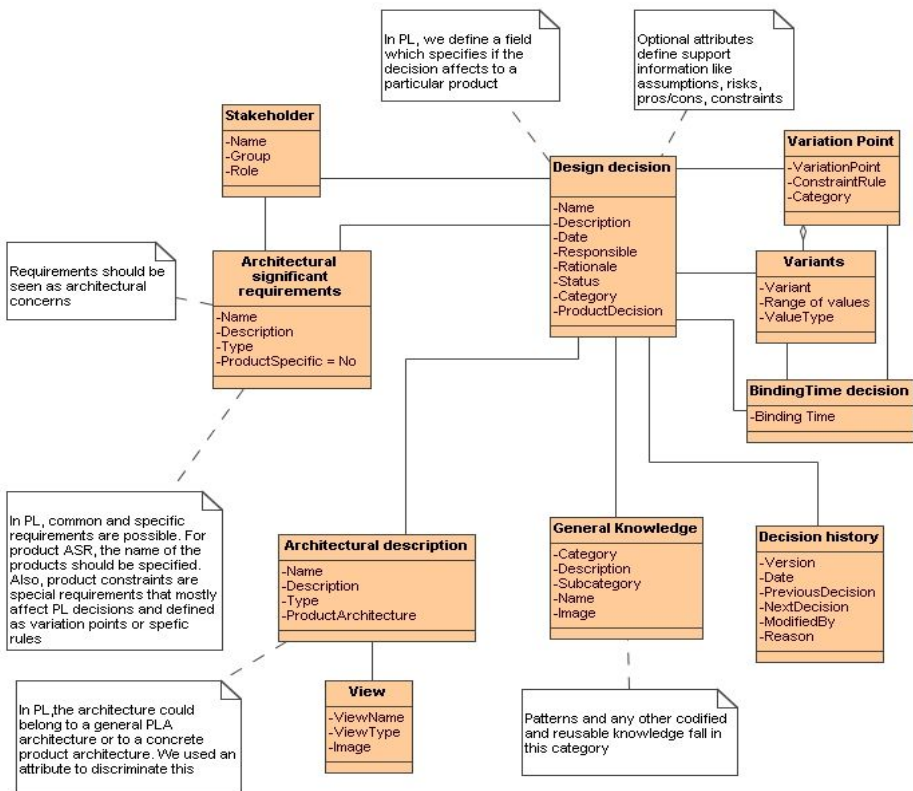 In PL, we define a field
which specifies if the
decision affects to a
particular product
Optional attributes
define support
information like
assumptions, risks,
pros/cons, constraints
Stakeholder
-Name
-Group
-Role
Design decision
-Name
-Description
-Date
-Responsible
-Rationale
-Status
-Category
-ProductDecision
Variation Point
-VariationPoint
-ConstraintRule
-Category
Requirements should be
seen as architectural
concerns
Architectural
significant
requirements
-Name
-Description
-Type
-ProductSpecific = No
Variants
-Variant
-Range of values
-ValueType
BindingTime decision
-Binding Time
In PL, common and specific
requirements are possible. For
product ASR, the name of the
products should be specified.
Also, product constraints are
special requirements that mostly
affect PL decisions and defined
as variation points or spefic
rules
Architectural description
-Name
-Description
-Type
-ProductArchitecture
General Knowledge
-Category
-Description
-Subcategory
-Name
-Image
Decision history
-Version
-Date
-PreviousDecision
-NextDecision
-ModifiedBy
-Reason
In PL,the architecture could
belong to a general PLA
architecture or to a concrete
product architecture. We used an
attribute to discriminate this
View
-ViewName
-ViewType
-Image
Patterns and any other codified
and reusable knowledge fall in
this category